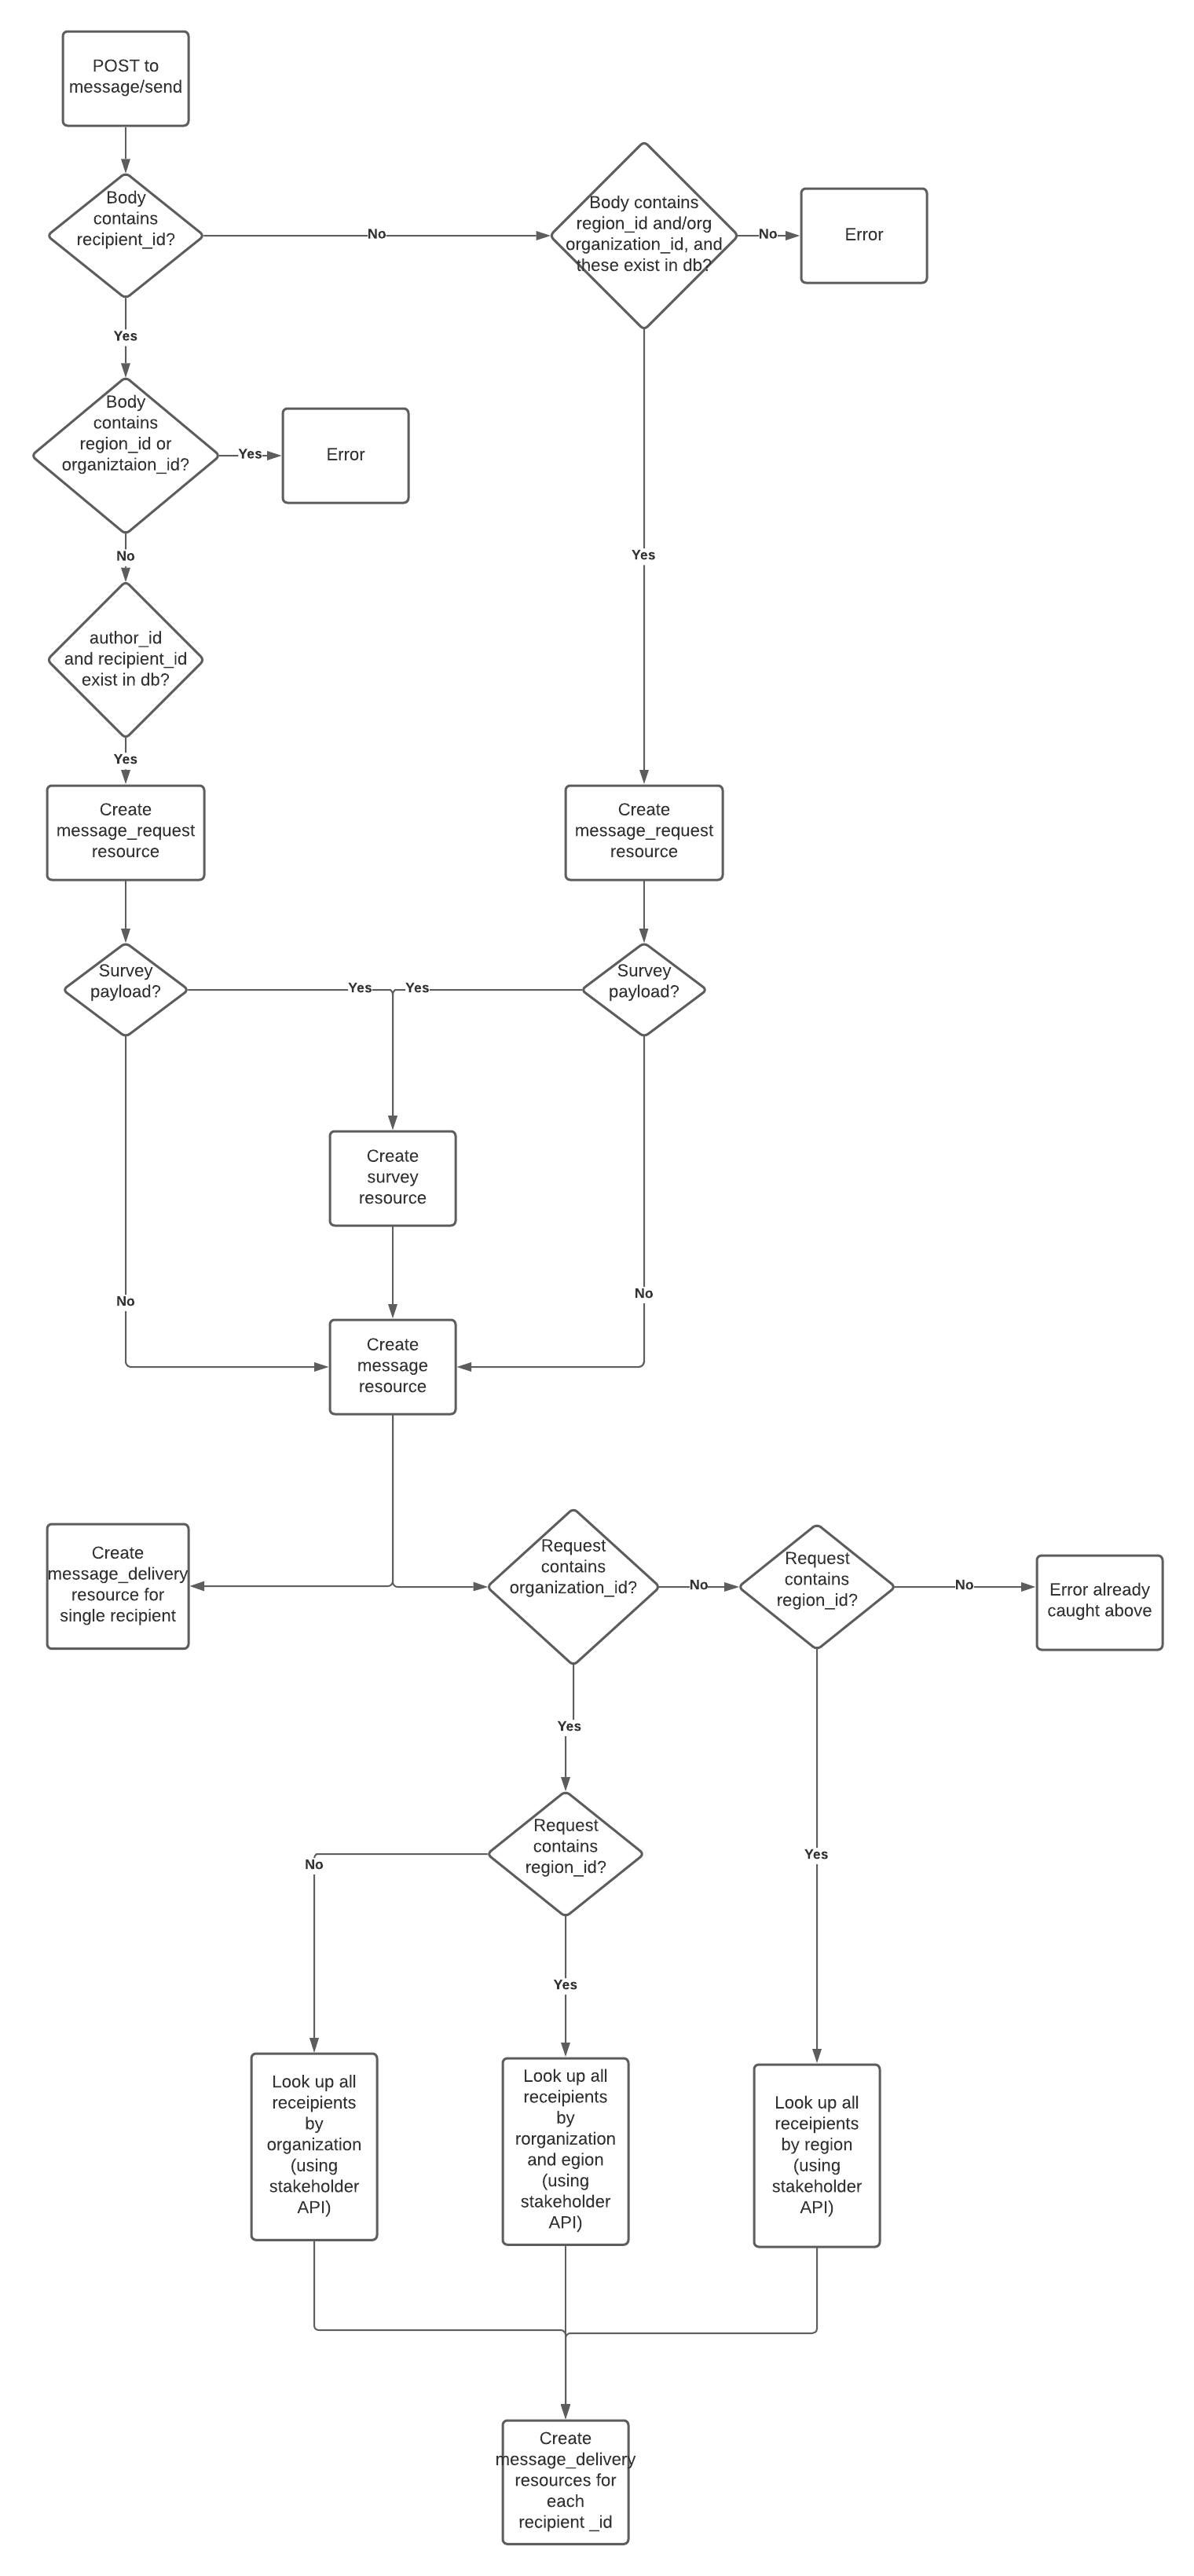 POST to
message/send
Body
contains
recipient_id?
No
Body contains
region_id and/org
organization_id, and
these exist in db?
No
Error
Yes
Body
contains
region_id or
organiztaion_id?
Yes
Error
No
Yes
author_id
and recipient_id
exist in db?
Yes
Create
message_request
resource
Create
message_request
resource
Survey
payload?
Yes
Yes
Survey
payload?
Create
survey
resource
No
No
Create
message
resource
Create
message_delivery
resource for
single recipient
Request
contains
organization_id?
No
Request
contains
region_id?
No
Error already
caught above
Yes
Request
contains
region_id?
No
Yes
Yes
Look up all
receipients
by
organization
(using
stakeholder
API)
Look up all
receipients
by
rorganization
and egion
(using
stakeholder
API)
Look up all
receipients
by region
(using
stakeholder
API)
Create
message_delivery
resources for
each
recipient _id